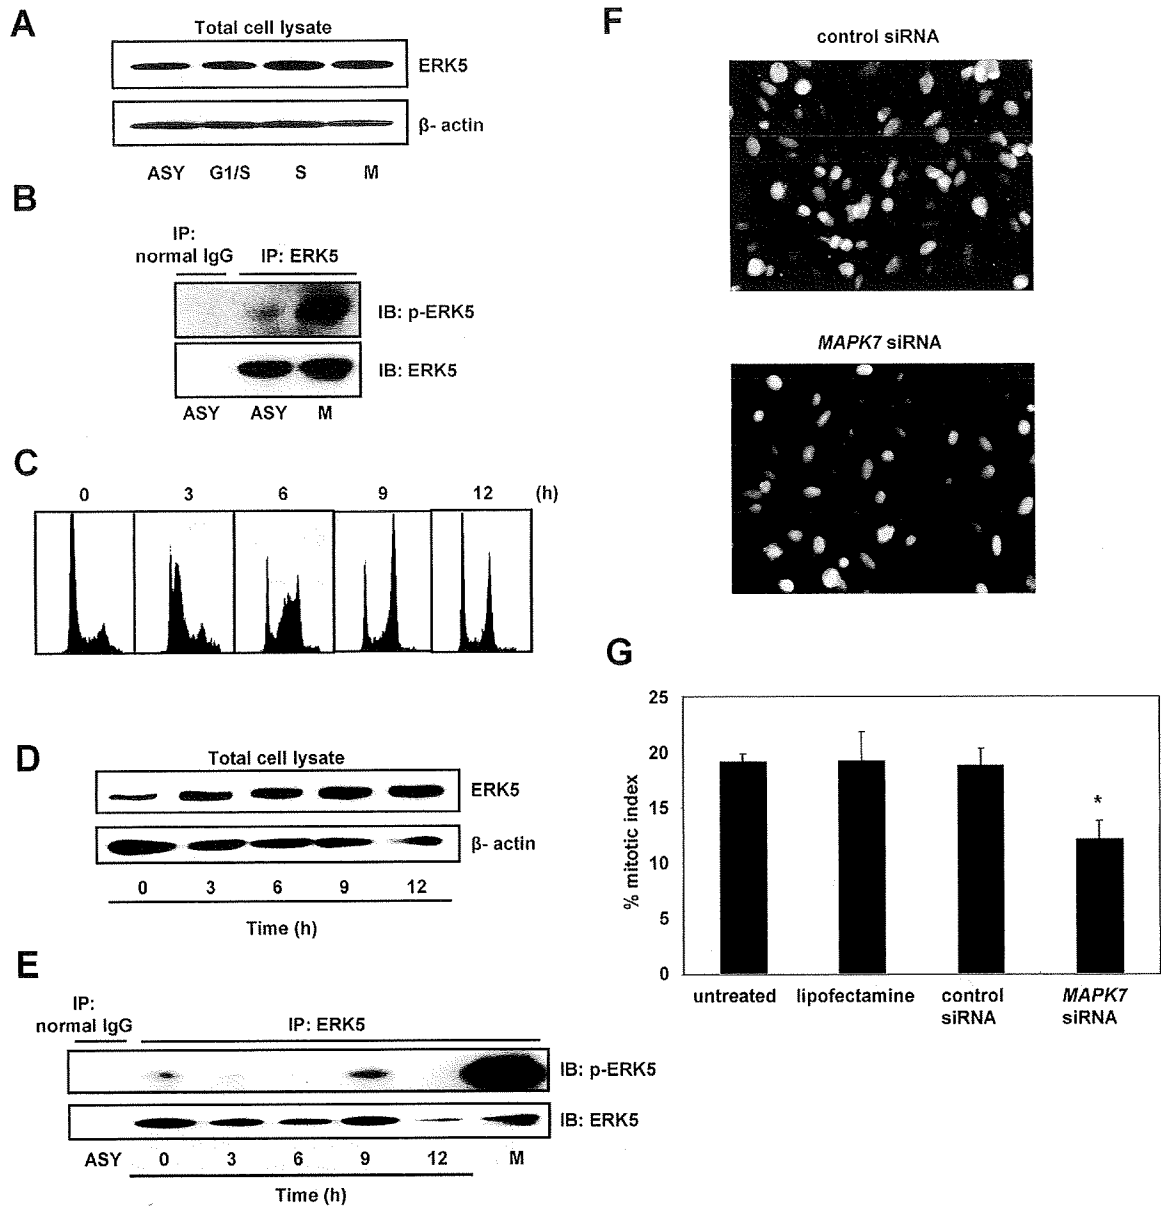 A
Total cell lysate
ERK5
β- actin
ASY G1/S S M
B
IP:
normal IgG
IP: ERK5
IB: p-ERK5
IB: ERK5
ASY ASY M
C
0 3 6 9 12 (h)
D
Total cell lysate
ERK5
β- actin
0 3 6 9 12
Time (h)
E
IP:
normal IgG
IP: ERK5
IB: p-ERK5
IB: ERK5
ASY 0 3 6 9 12 M
Time (h)
F
control siRNA
MAPK7 siRNA
G
% mitotic index
25
20
15
10
5
0
*
untreated
lipofectamine
control
siRNA
MAPK7
siRNA